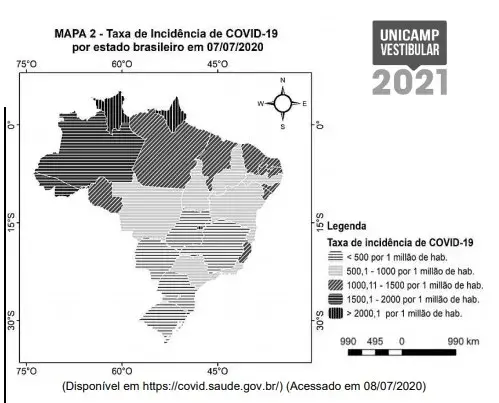 MAPA 2 - Taxa de Incidência de COVID-19
por estado brasileiro em 07/07/2020
UNICAMP
VESTIBULAR
2021
75°O 60°O 45°O
N
W E
S
0° 0°
15°S 15°S
30°S 30°S
Legenda
Taxa de incidência de COVID-19
< 500 por 1 milhão de hab.
500,1 - 1000 por 1 milhão de hab.
1000,11 - 1500 por 1 milhão de hab.
1500,1 - 2000 por 1 milhão de hab.
> 2000,1 por 1 milhão de hab.
990 495 0 990 km
75°O 60°O 45°O
(Disponível em https://covid.saude.gov.br/) (Acessado em 08/07/2020)